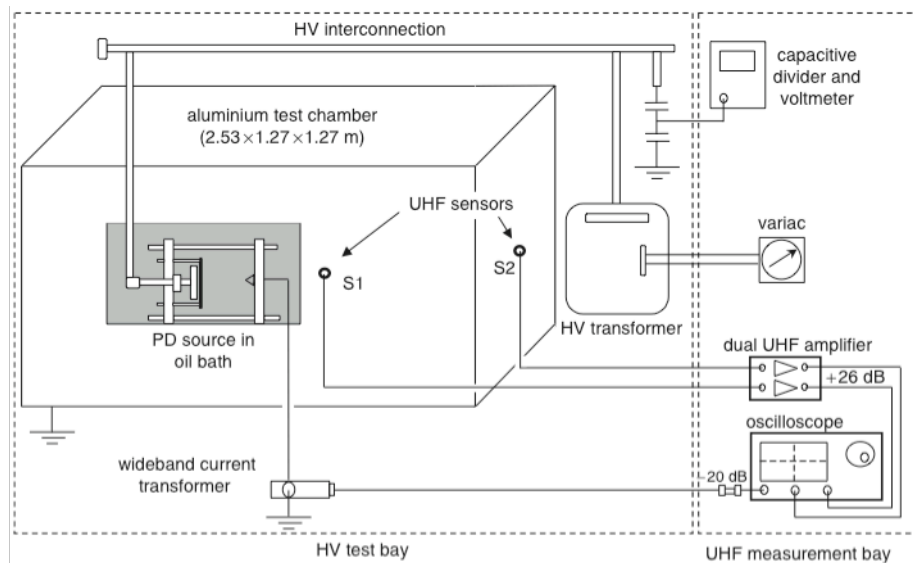 HV interconnection
capacitive
divider and
voltmeter
aluminium test chamber
(2.53×1.27×1.27 m)
UHF sensors
variac
S1
S2
HV transformer
PD source in
oil bath
dual UHF amplifier
+26 dB
oscilloscope
wideband current
transformer
-20 dB
HV test bay
UHF measurement bay